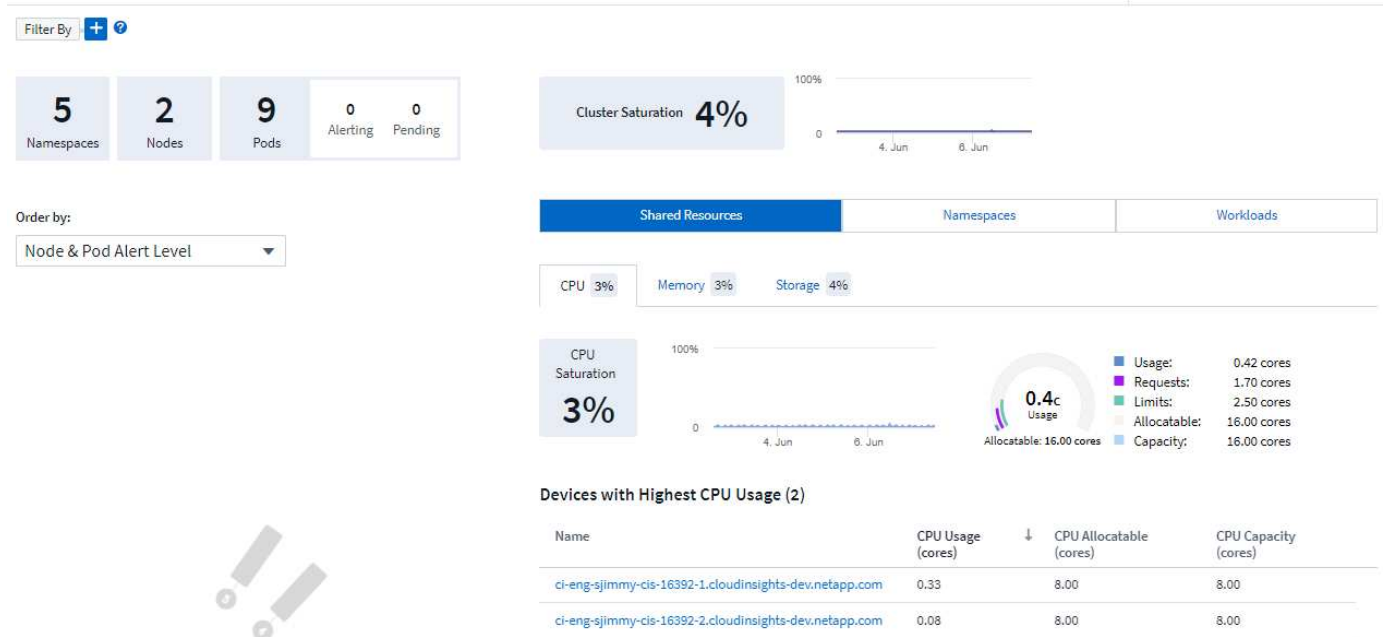 Filter By + ?
5 2 9 0 0
Namespaces Nodes Pods Alerting Pending
Cluster Saturation 4%
100%
0
4. Jun 6. Jun
Order by:
Node & Pod Alert Level
Shared Resources Namespaces Workloads
CPU 3% Memory 3% Storage 4%
CPU
Saturation
3%
100%
0
4. Jun 6. Jun
0.4c
Usage
Allocatable: 16.00 cores
Usage: 0.42 cores
Requests: 1.70 cores
Limits: 2.50 cores
Allocatable: 16.00 cores
Capacity: 16.00 cores
Devices with Highest CPU Usage (2)
Name CPU Usage (cores) ↓ CPU Allocatable (cores) CPU Capacity (cores)
ci-eng-sjimmy-cis-16392-1.cloudinsights-dev.netapp.com 0.33 8.00 8.00
ci-eng-sjimmy-cis-16392-2.cloudinsights-dev.netapp.com 0.08 8.00 8.00